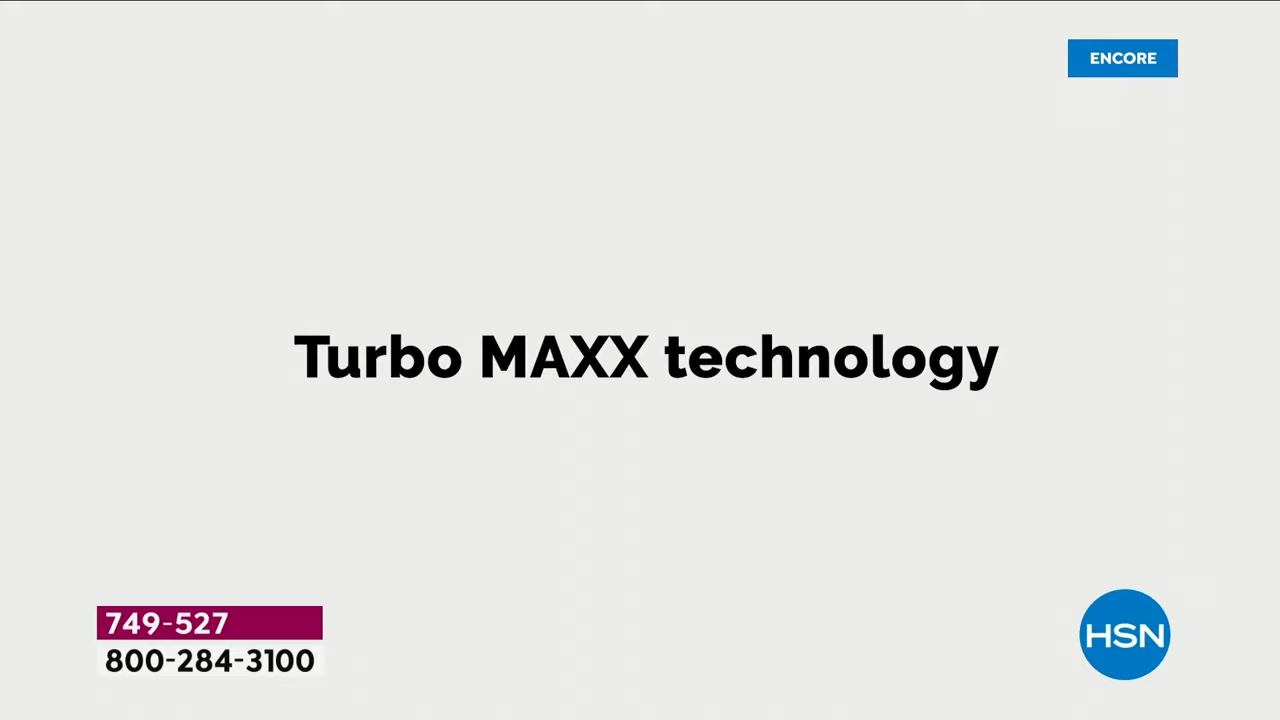 ENCORE
Turbo MAXX technology
749-527
800-284-3100
HSN